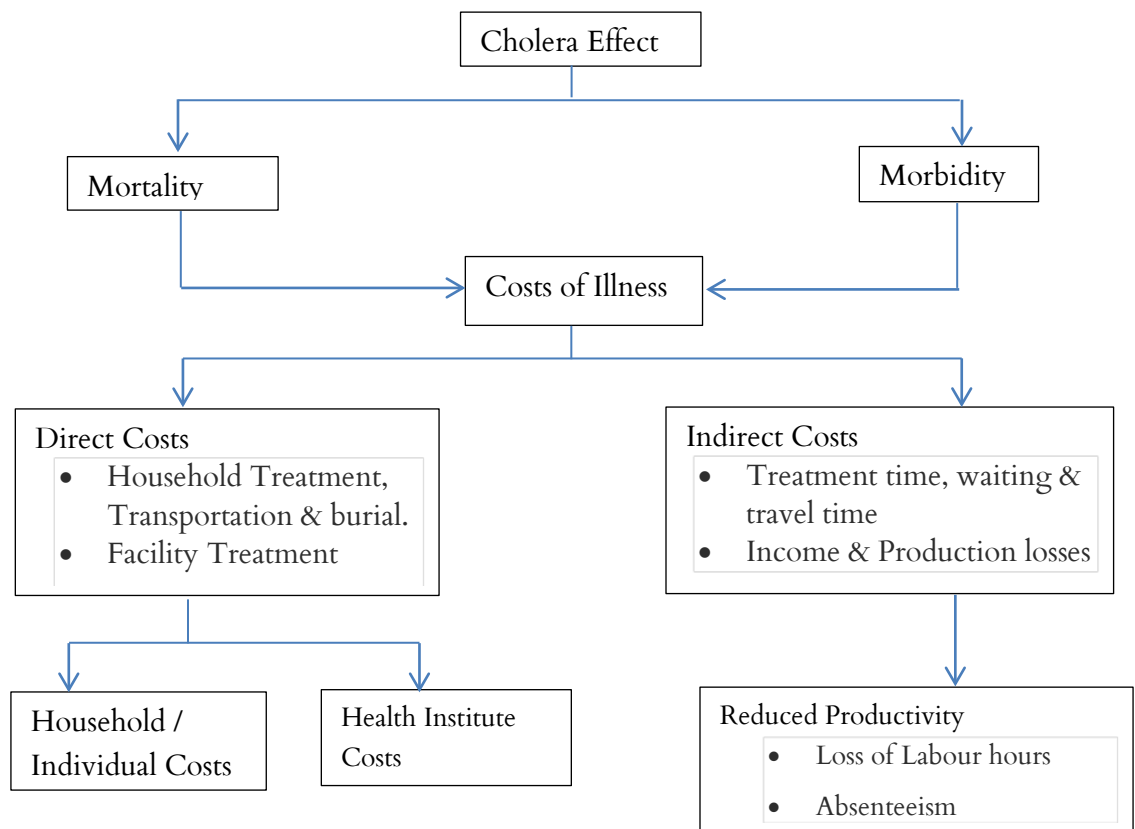 Cholera Effect
Mortality
Morbidity
Costs of Illness
Direct Costs
• Household Treatment,
Transportation & burial.
• Facility Treatment
Indirect Costs
• Treatment time, waiting &
travel time
• Income & Production losses
Household /
Individual Costs
Health Institute
Costs
Reduced Productivity
• Loss of Labour hours
• Absenteeism